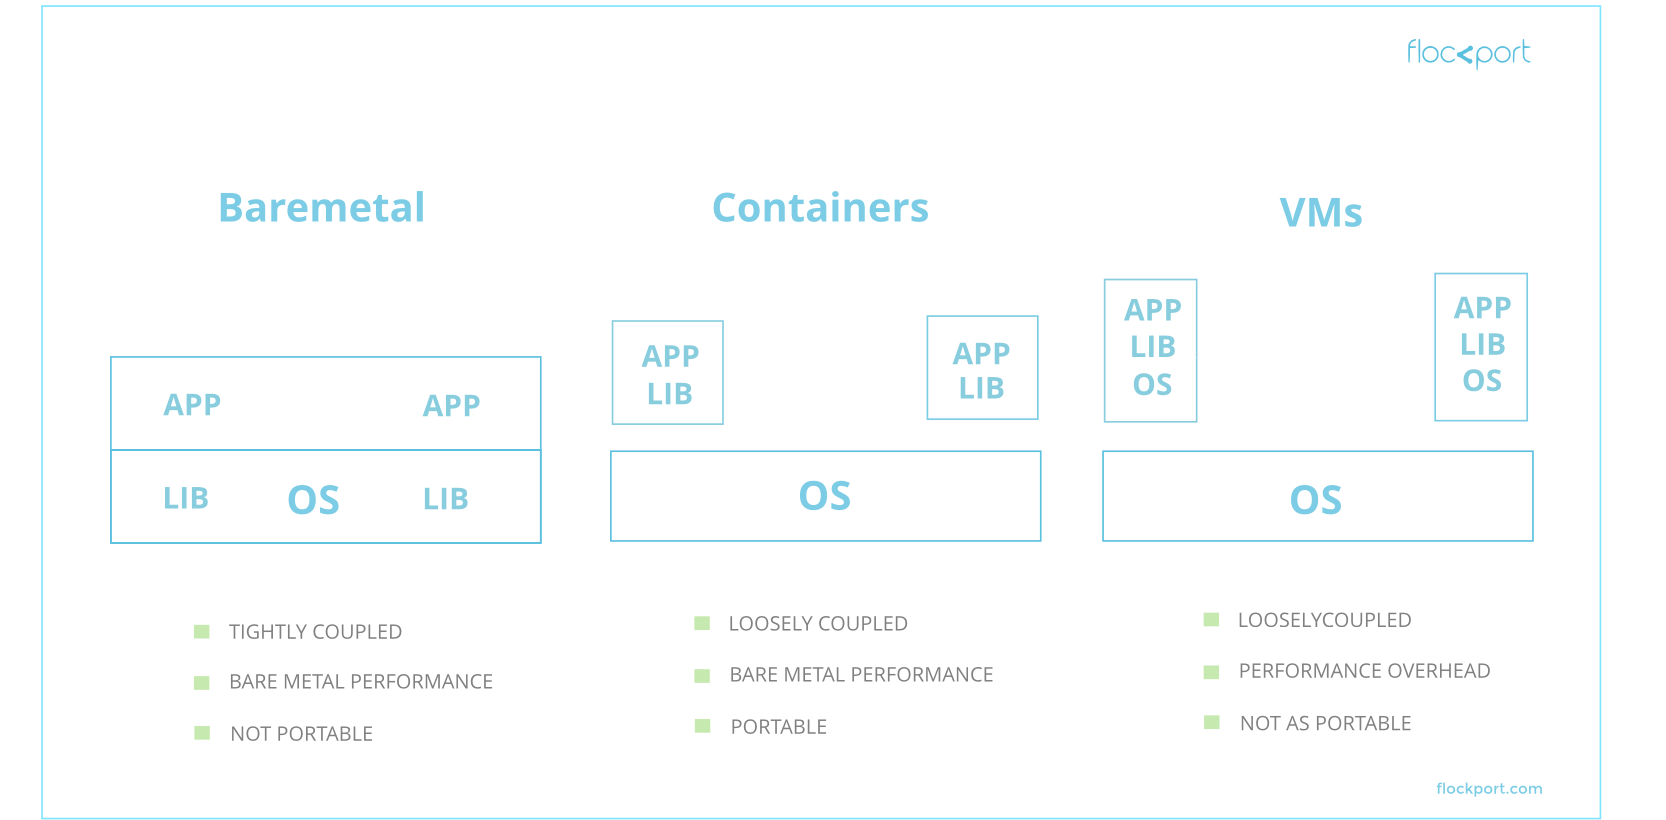 flockport
Baremetal
APP APP
LIB OS LIB
TIGHTLY COUPLED
BARE METAL PERFORMANCE
NOT PORTABLE
Containers
APP
LIB
APP
LIB
OS
LOOSELY COUPLED
BARE METAL PERFORMANCE
PORTABLE
VMs
APP
LIB
OS
APP
LIB
OS
OS
LOOSELYCOUPLED
PERFORMANCE OVERHEAD
NOT AS PORTABLE
flockport.com